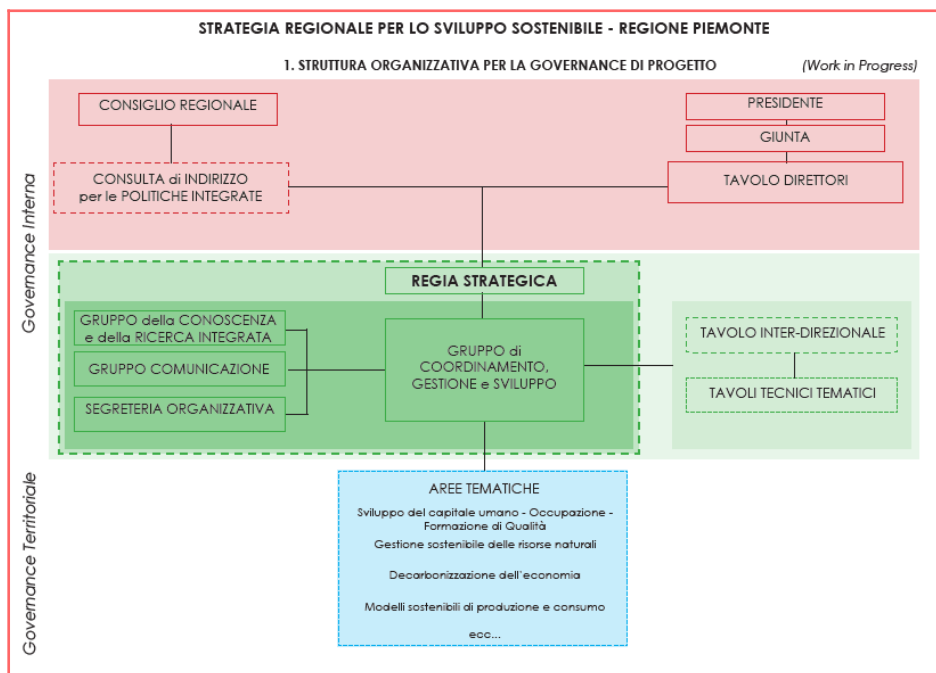 STRATEGIA REGIONALE PER LO SVILUPPO SOSTENIBILE - REGIONE PIEMONTE
1. STRUTTURA ORGANIZZATIVA PER LA GOVERNANCE DI PROGETTO
(Work in Progress)
Governance Interna
CONSIGLIO REGIONALE
PRESIDENTE
GIUNTA
CONSULTA di INDIRIZZO
per le POLITICHE INTEGRATE
TAVOLO DIRETTORI
REGIA STRATEGICA
GRUPPO della CONOSCENZA
e della RICERCA INTEGRATA
GRUPPO COMUNICAZIONE
SEGRETERIA ORGANIZZATIVA
GRUPPO di
COORDINAMENTO,
GESTIONE e SVILUPPO
TAVOLO INTER-DIREZIONALE
TAVOLI TECNICI TEMATICI
Governance Territoriale
AREE TEMATICHE
Sviluppo del capitale umano - Occupazione -
Formazione di Qualità
Gestione sostenibile delle risorse naturali
Decarbonizzazione dell'economia
Modelli sostenibili di produzione e consumo
ecc...